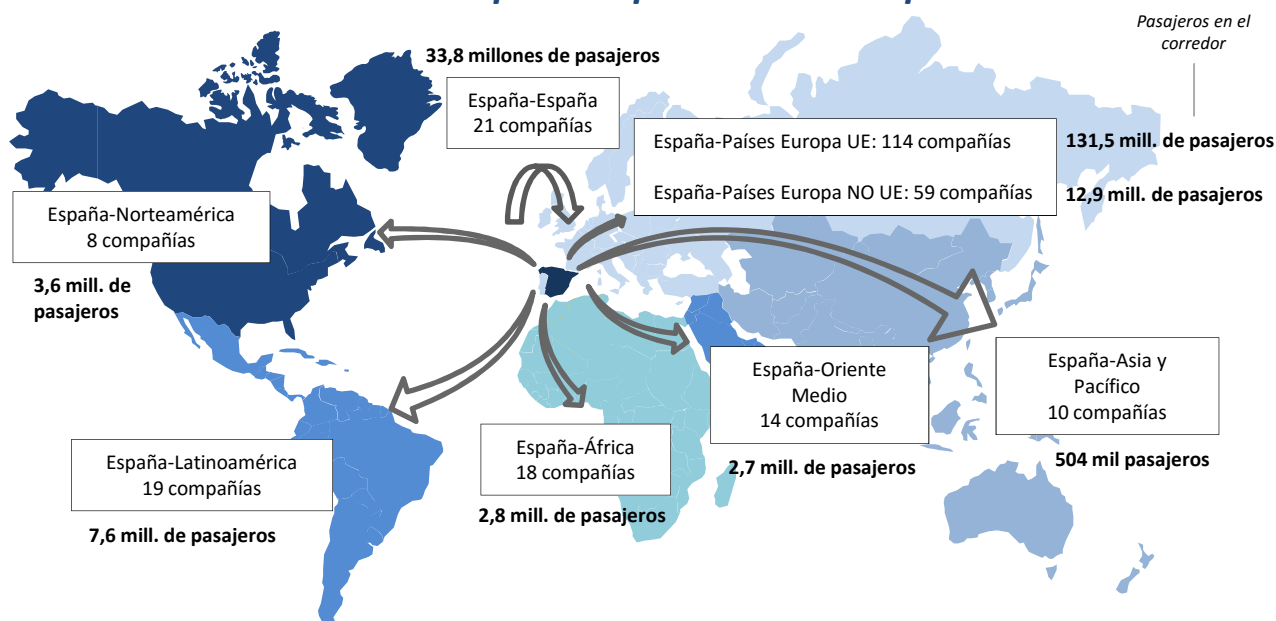 Pasajeros en el
corredor
33,8 millones de pasajeros
España-España
21 compañías
España-Países Europa UE: 114 compañías
131,5 mill. de pasajeros
España-Países Europa NO UE: 59 compañías
12,9 mill. de pasajeros
España-Norteamérica
8 compañías
3,6 mill. de
pasajeros
España-Oriente
Medio
14 compañías
2,7 mill. de pasajeros
España-Asia y
Pacífico
10 compañías
504 mil pasajeros
España-África
18 compañías
2,8 mill. de pasajeros
España-Latinoamérica
19 compañías
7,6 mill. de pasajeros